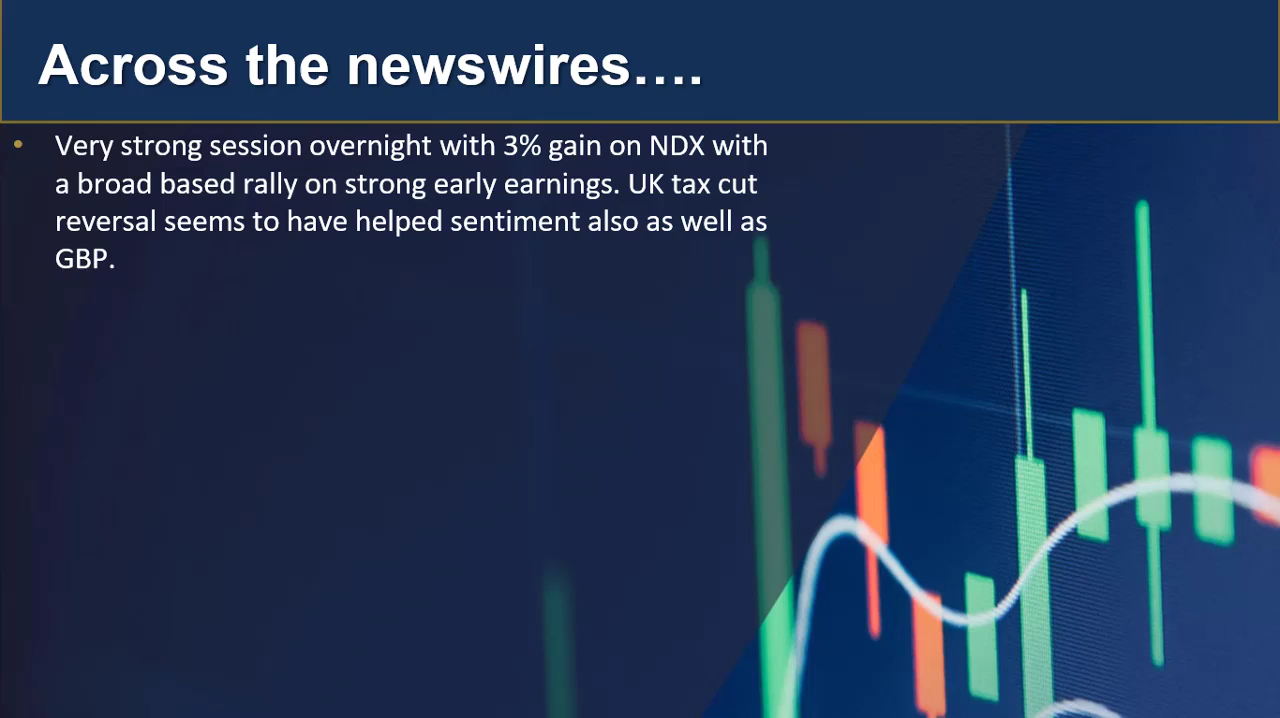 Across the newswires….
• Very strong session overnight with 3% gain on NDX with
a broad based rally on strong early earnings. UK tax cut
reversal seems to have helped sentiment also as well as
GBP.